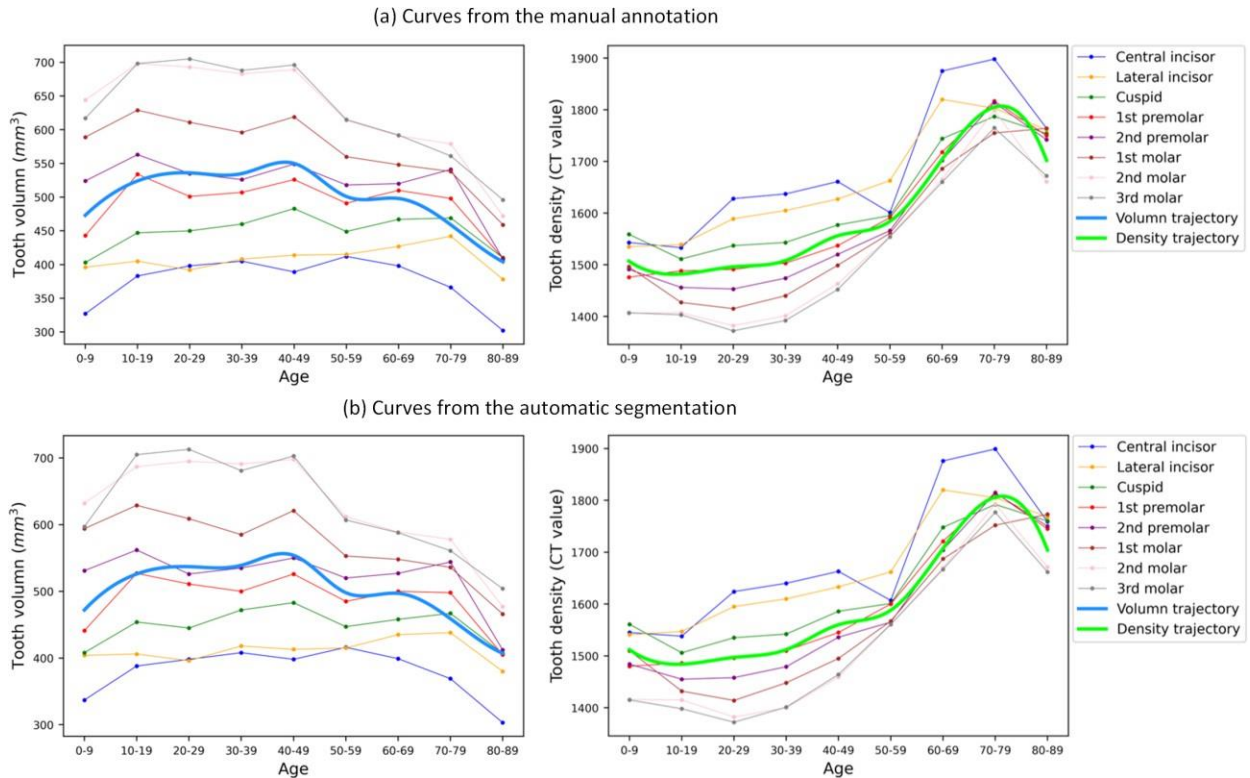 (a) Curves from the manual annotation
Tooth volumn (mm³)
700
650
600
550
500
450
400
350
300
0-9 10-19 20-29 30-39 40-49 50-59 60-69 70-79 80-89
Age
Tooth density (CT value)
1900
1800
1700
1600
1500
1400
0-9 10-19 20-29 30-39 40-49 50-59 60-69 70-79 80-89
Age
Central incisor
Lateral incisor
Cuspid
1st premolar
2nd premolar
1st molar
2nd molar
3rd molar
Volumn trajectory
Density trajectory
(b) Curves from the automatic segmentation
Tooth volumn (mm³)
700
600
500
400
300
0-9 10-19 20-29 30-39 40-49 50-59 60-69 70-79 80-89
Age
Tooth density (CT value)
1900
1800
1700
1600
1500
1400
0-9 10-19 20-29 30-39 40-49 50-59 60-69 70-79 80-89
Age
Central incisor
Lateral incisor
Cuspid
1st premolar
2nd premolar
1st molar
2nd molar
3rd molar
Volumn trajectory
Density trajectory